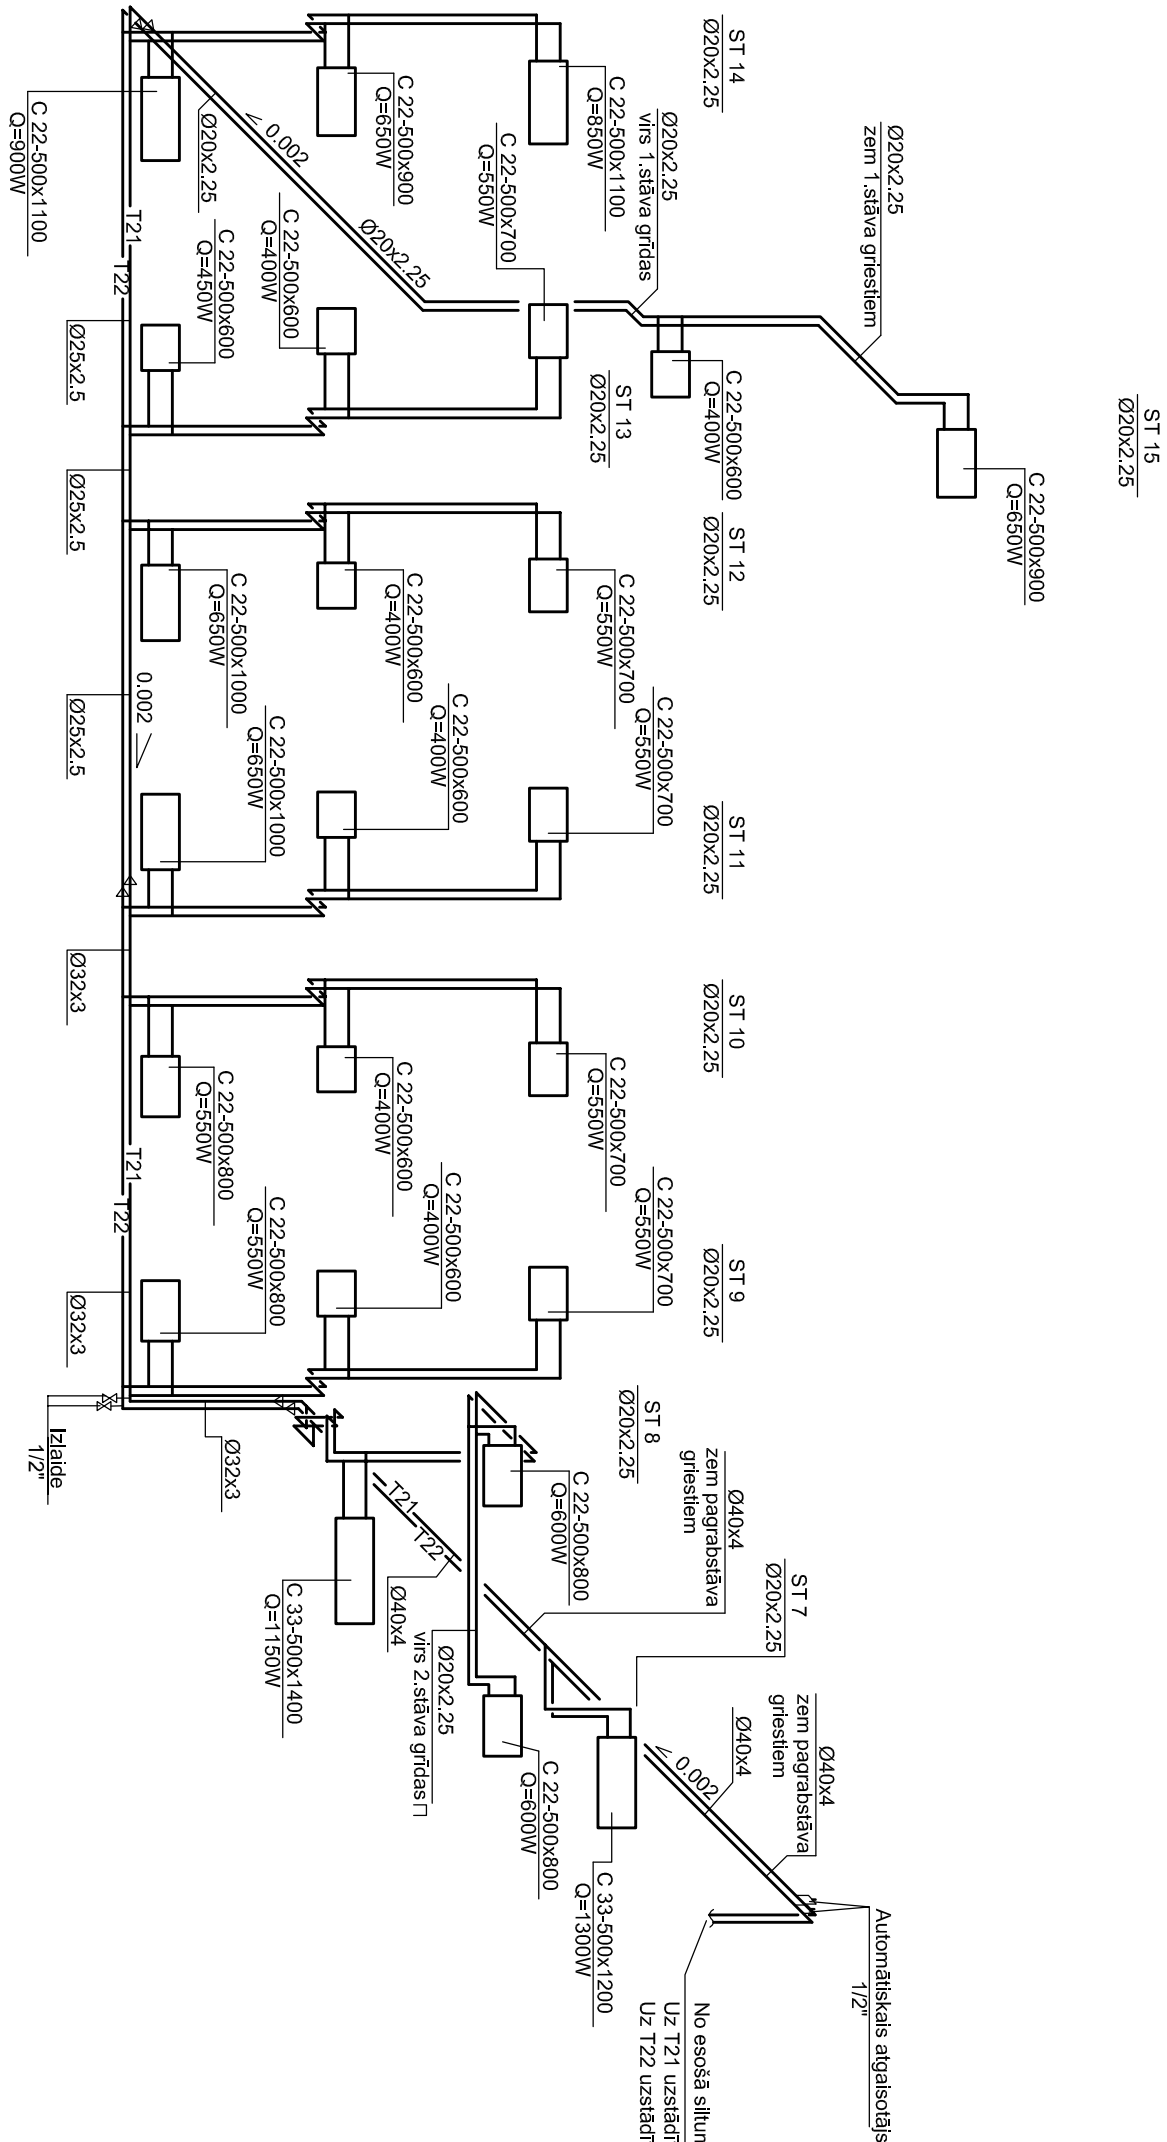 ST 15
Ø20x2.25
C 22-500x900
Q=650W
Ø20x2.25
zem 1.stāva griestiem
Automātiskais atgaisotājs
1/2"
Ø40x4
zem pagrabstāva
griestiem
Ø40x4
< 0.002
ST 7
Ø20x2.25
No esošā
Uz T21
Uz T22
ST 14
Ø20x2.25
C 22-500x600
Q=400W
ST 12
Ø20x2.25
ST 11
Ø20x2.25
ST 10
Ø20x2.25
ST 9
Ø20x2.25
Ø40x4
zem pagrabstāva
griestiem
Ø20x2.25
virs 1.stāva grīdas
ST 13
Ø20x2.25
C 22-500x700
Q=550W
C 22-500x700
Q=550W
ST 8
Ø20x2.25
C 22-500x1100
Q=850W
C 22-500x700
Q=550W
C 22-500x700
Q=550W
C 22-500x800
Q=600W
C 33-500x1200
Q=1300W
C 22-500x700
Q=550W
C 22-500x800
Q=600W
C 22-500x900
Q=650W
Ø20x2.25
C 22-500x600
Q=400W
C 22-500x600
Q=400W
C 22-500x600
Q=400W
C 22-500x600
Q=400W
T21
T22
Ø40x4
Ø20x2.25
virs 2.stāva grīdas
< 0.002
C 22-500x600
Q=400W
C 33-500x1400
Q=1150W
Ø20x2.25
C 22-500x600
Q=450W
C 22-500x1000
Q=650W
C 22-500x1000
Q=650W
C 22-500x800
Q=550W
C 22-500x800
Q=550W
Ø32x3
C 22-500x1100
Q=900W
T21
T22
0.002
T21
T22
Ø25x2.5
Ø25x2.5
Ø25x2.5
Ø32x3
Ø32x3
Izlaide
1/2"